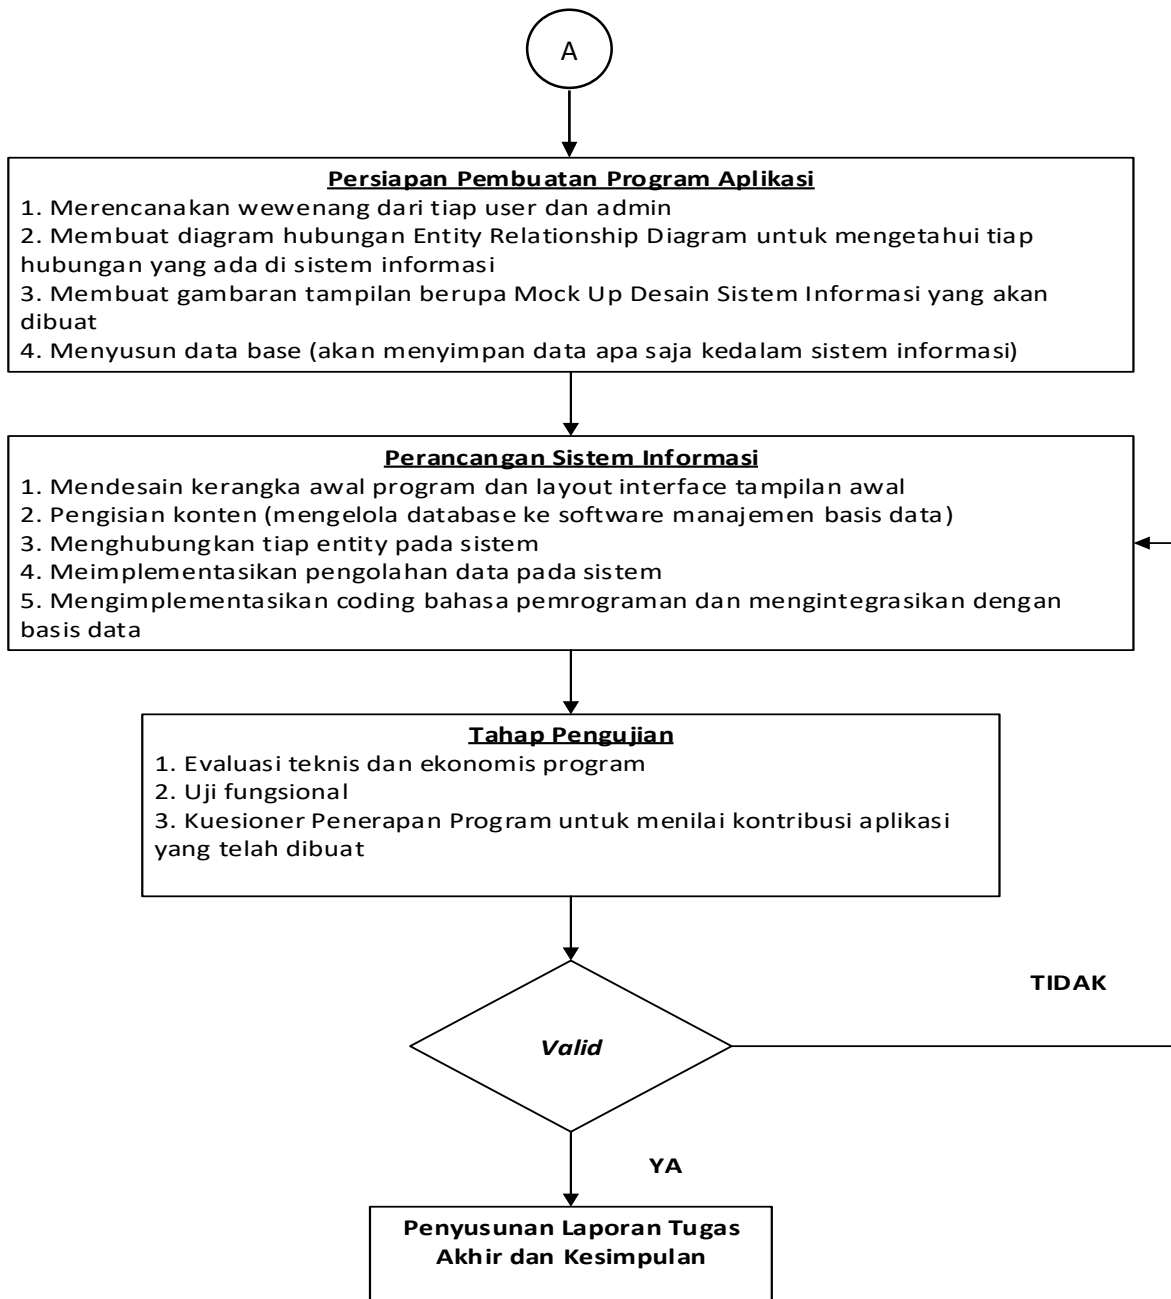 A
Persiapan Pembuatan Program Aplikasi
1. Merencanakan wewenang dari tiap user dan admin
2. Membuat diagram hubungan Entity Relationship Diagram untuk mengetahui tiap
hubungan yang ada di sistem informasi
3. Membuat gambaran tampilan berupa Mock Up Desain Sistem Informasi yang akan
dibuat
4. Menyusun data base (akan menyimpan data apa saja kedalam sistem informasi)
Perancangan Sistem Informasi
1. Mendesain kerangka awal program dan layout interface tampilan awal
2. Pengisian konten (mengelola database ke software manajemen basis data)
3. Menghubungkan tiap entity pada sistem
4. Meimplementasikan pengolahan data pada sistem
5. Mengimplementasikan coding bahasa pemrograman dan mengintegrasikan dengan
basis data
Tahap Pengujian
1. Evaluasi teknis dan ekonomis program
2. Uji fungsional
3. Kuesioner Penerapan Program untuk menilai kontribusi aplikasi
yang telah dibuat
TIDAK
Valid
YA
Penyusunan Laporan Tugas
Akhir dan Kesimpulan